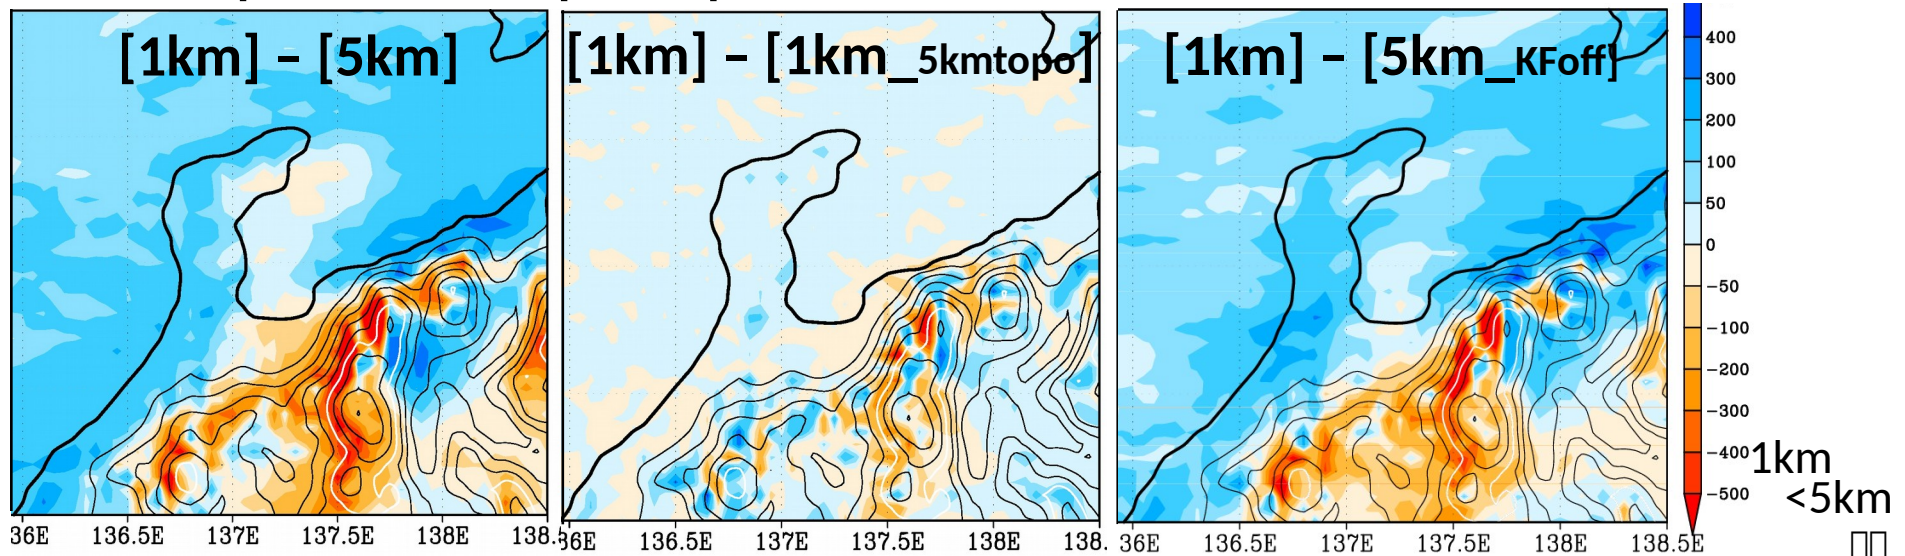 [1km] – [5km]
[1km] – [1km_5kmtopo]
[1km] – [5km_KFoff]
400
300
200
100
50
0
−50
−100
−200
−300
−400
−500
1km
<5km
36E 136.5E 137E 137.5E 138E 138.
136.5E 137E 137.5E 138E 138.
36E 136.5E 137E 137.5E 138E 138.5E